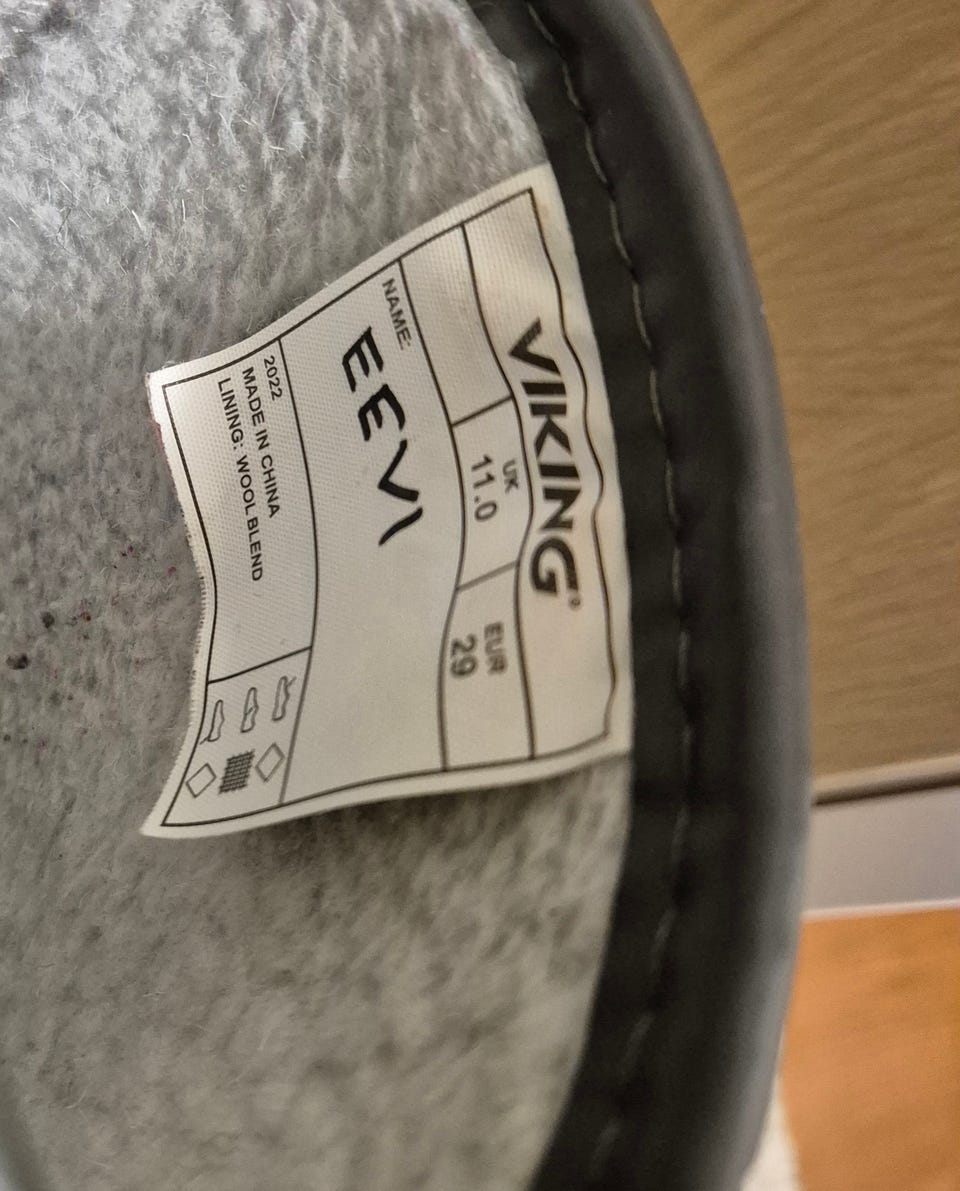 VIKING®
UK
11.0
EUR
29
NAME:
EEVI
2022
MADE IN CHINA
LINING: WOOL BLEND